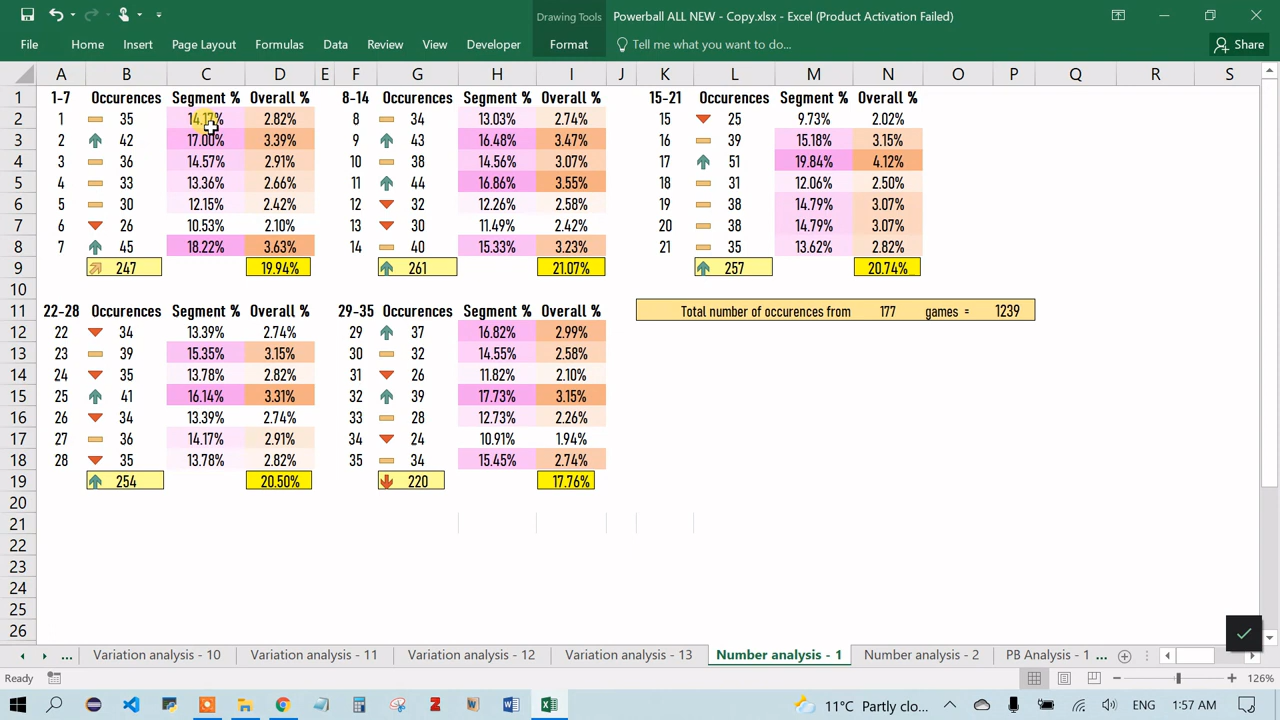 Drawing Tools
Powerball ALL NEW - Copy.xlsx - Excel (Product Activation Failed)
File Home Insert Page Layout Formulas Data Review View Developer Format Tell me what you want to do... Share
A B C D E F G H I J K L M N O P Q R S
1 1-7 Occurences Segment % Overall % 8-14 Occurences Segment % Overall % 15-21 Occurences Segment % Overall %
2 1 35 14.17% 2.82% 8 34 13.03% 2.74% 15 25 9.73% 2.02%
3 2 42 17.00% 3.39% 9 43 16.48% 3.47% 16 39 15.18% 3.15%
4 3 36 14.57% 2.91% 10 38 14.56% 3.07% 17 51 19.84% 4.12%
5 4 33 13.36% 2.66% 11 44 16.86% 3.55% 18 31 12.06% 2.50%
6 5 30 12.15% 2.42% 12 32 12.26% 2.58% 19 38 14.79% 3.07%
7 6 26 10.53% 2.10% 13 30 11.49% 2.42% 20 38 14.79% 3.07%
8 7 45 18.22% 3.63% 14 40 15.33% 3.23% 21 35 13.62% 2.82%
9 247 19.94% 261 21.07% 257 20.74%
10
11 22-28 Occurences Segment % Overall % 29-35 Occurences Segment % Overall % Total number of occurences from 177 games = 1239
12 22 34 13.39% 2.74% 29 37 16.82% 2.99%
13 23 39 15.35% 3.15% 30 32 14.55% 2.58%
14 24 35 13.78% 2.82% 31 26 11.82% 2.10%
15 25 41 16.14% 3.31% 32 39 17.73% 3.15%
16 26 34 13.39% 2.74% 33 28 12.73% 2.26%
17 27 36 14.17% 2.91% 34 24 10.91% 1.94%
18 28 35 13.78% 2.82% 35 34 15.45% 2.74%
19 254 20.50% 220 17.76%
20
21
22
23
24
25
26
... Variation analysis - 10 Variation analysis - 11 Variation analysis - 12 Variation analysis - 13 Number analysis - 1 Number analysis - 2 PB Analysis - 1 ...
Ready 126%
11°C Partly clo... ENG 1:57 AM